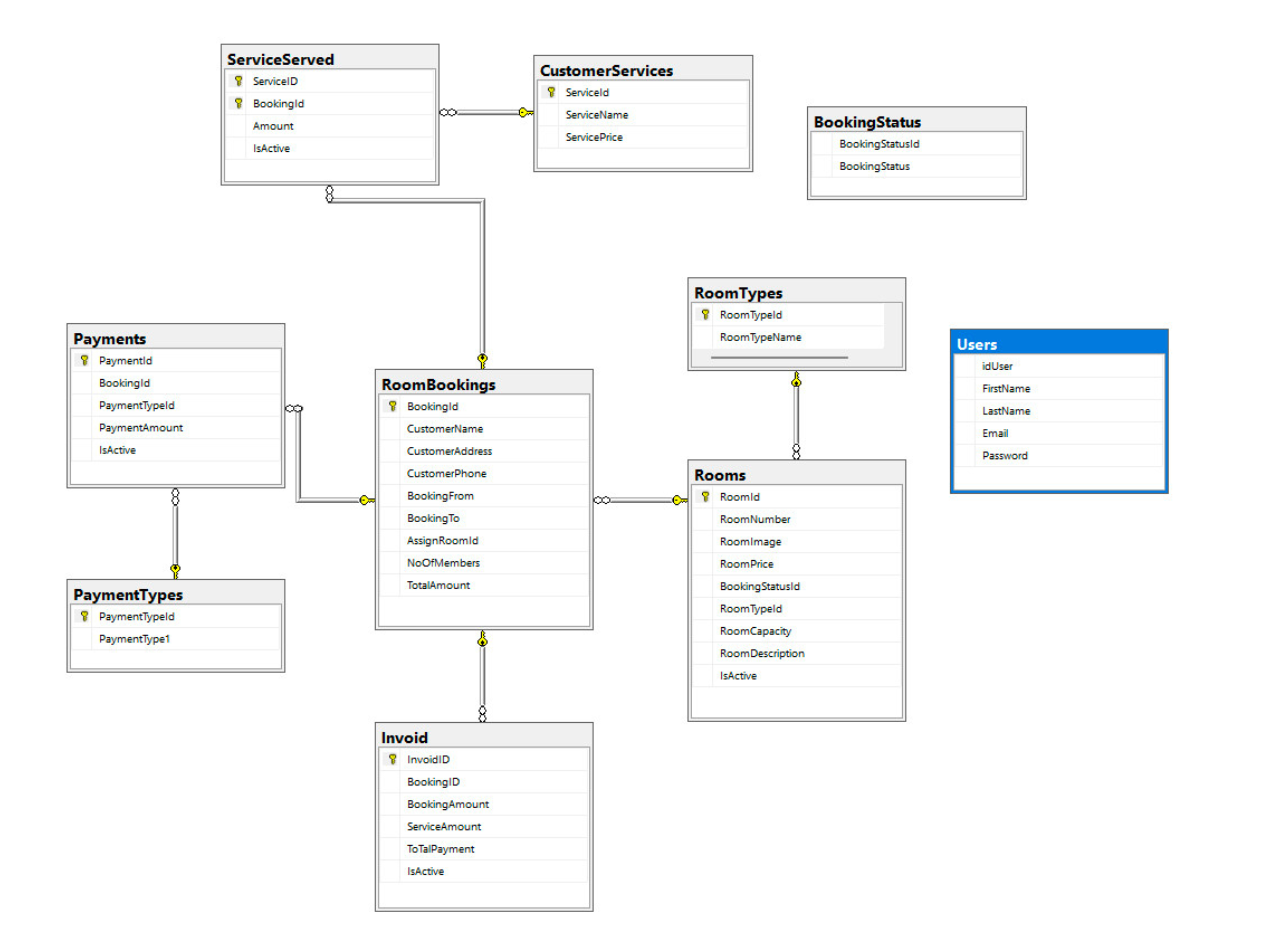 ServiceServed
ServiceID
BookingId
Amount
IsActive
CustomerServices
ServiceId
ServiceName
ServicePrice
BookingStatus
BookingStatusId
BookingStatus
RoomTypes
RoomTypeId
RoomTypeName
Payments
PaymentId
BookingId
PaymentTypeId
PaymentAmount
IsActive
Users
idUser
FirstName
LastName
Email
Password
RoomBookings
BookingId
CustomerName
CustomerAddress
CustomerPhone
BookingFrom
BookingTo
AssignRoomId
NoOfMembers
TotalAmount
Rooms
RoomId
RoomNumber
RoomImage
RoomPrice
BookingStatusId
RoomTypeId
RoomCapacity
RoomDescription
IsActive
PaymentTypes
PaymentTypeId
PaymentType1
Invoid
InvoidID
BookingID
BookingAmount
ServiceAmount
ToTalPayment
IsActive